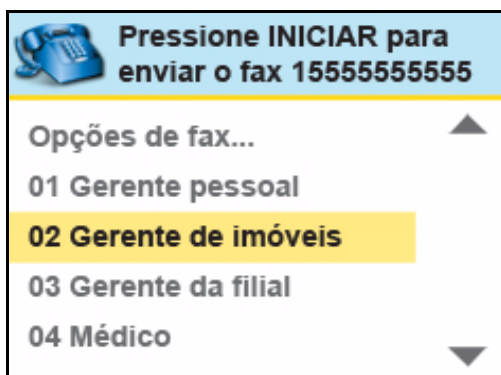 Pressione INICIAR para
enviar o fax 15555555555
Opções de fax...
01 Gerente pessoal
02 Gerente de imóveis
03 Gerente da filial
04 Médico